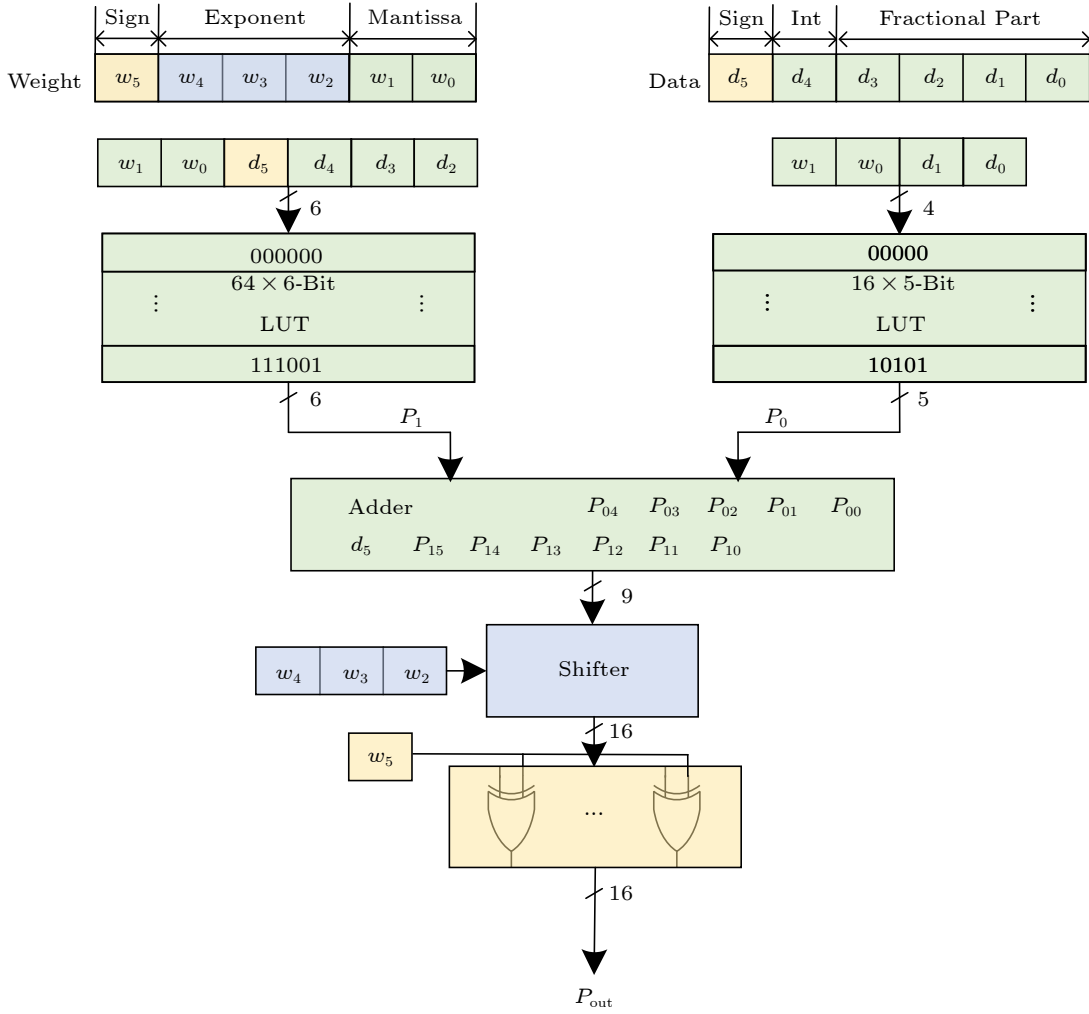 Sign Exponent Mantissa Sign Int Fractional Part
Weight w5 w4 w3 w2 w1 w0 Data d5 d4 d3 d2 d1 d0
w1 w0 d5 d4 d3 d2 w1 w0 d1 d0
6 4
000000 00000
64 × 6-Bit 16 × 5-Bit
⋮ ⋮ ⋮ ⋮
LUT LUT
111001 10101
6 5
P1 P0
Adder P04 P03 P02 P01 P00
d5 P15 P14 P13 P12 P11 P10
9
w4 w3 w2 Shifter
16
w5
...
16
Pout